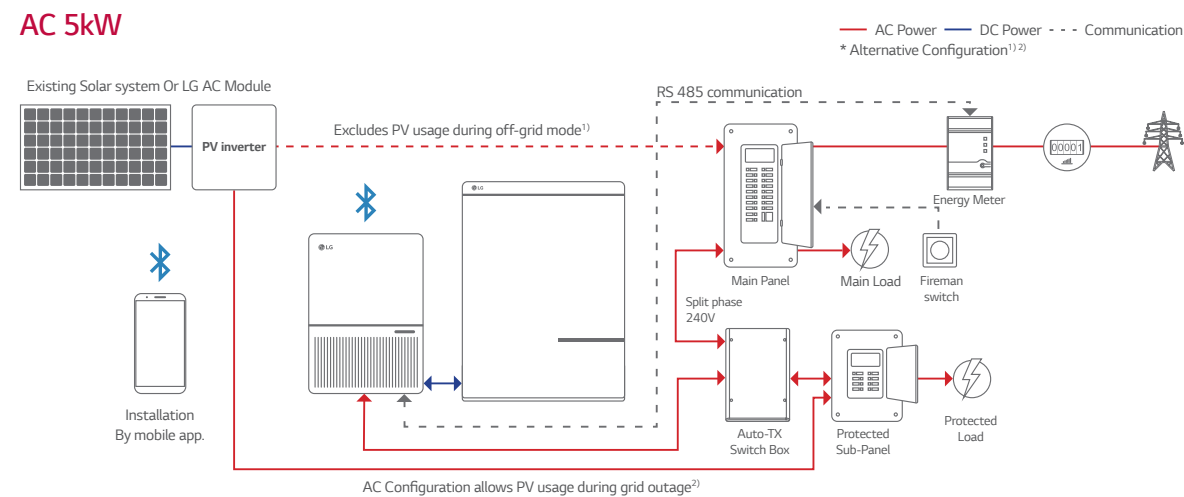 AC 5kW
AC Power DC Power Communication
* Alternative Configuration1) 2)
Existing Solar system Or LG AC Module
RS 485 communication
PV inverter
Excludes PV usage during off-grid mode1)
00001
Energy Meter
LG
LG
Main Panel
Main Load
Fireman
switch
Split phase
240V
Installation
By mobile app.
Auto-TX
Switch Box
Protected
Sub-Panel
Protected
Load
AC Configuration allows PV usage during grid outage2)